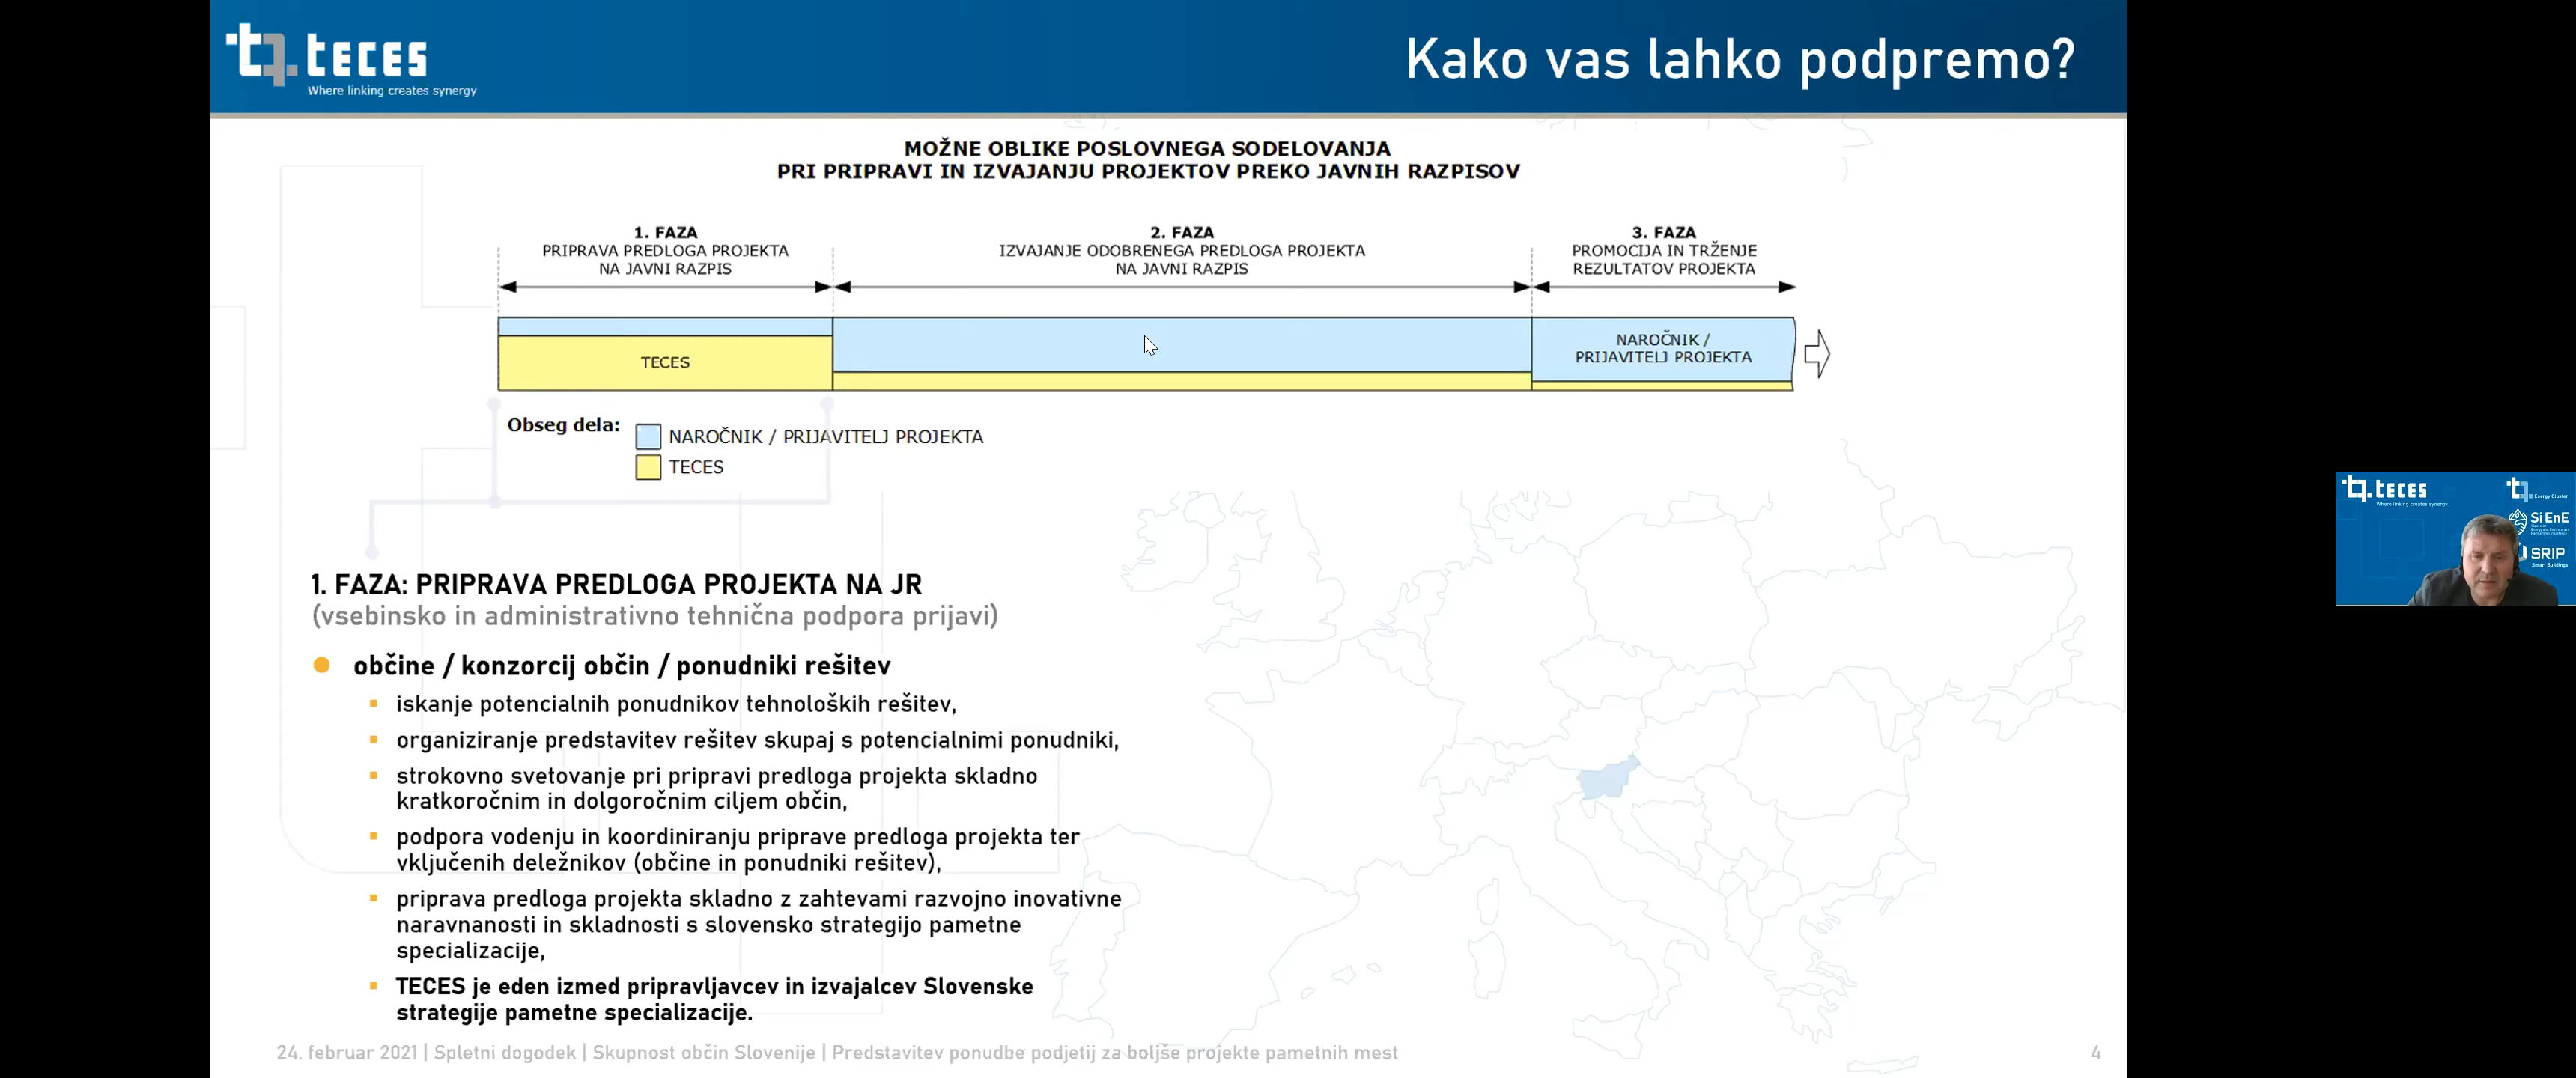 teces
Where linking creates synergy
Kako vas lahko podpremo?
MOŽNE OBLIKE POSLOVNEGA SODELOVANJA
PRI PRIPRAVI IN IZVAJANJU PROJEKTOV PREKO JAVNIH RAZPISOV
1. FAZA
PRIPRAVA PREDLOGA PROJEKTA
NA JAVNI RAZPIS
2. FAZA
IZVAJANJE ODOBRENEGA PREDLOGA PROJEKTA
NA JAVNI RAZPIS
3. FAZA
PROMOCIJA IN TRŽENJE
REZULTATOV PROJEKTA
TECES
NAROČNIK /
PRIJAVITELJ PROJEKTA
Obseg dela:
NAROČNIK / PRIJAVITELJ PROJEKTA
TECES
1. FAZA: PRIPRAVA PREDLOGA PROJEKTA NA JR
(vsebinsko in administrativno tehnična podpora prijavi)
občine / konzorcij občin / ponudniki rešitev
iskanje potencialnih ponudnikov tehnoloških rešitev,
organiziranje predstavitev rešitev skupaj s potencialnimi ponudniki,
strokovno svetovanje pri pripravi predloga projekta skladno
kratkoročnim in dolgoročnim ciljem občin,
podpora vodenju in koordiniranju priprave predloga projekta ter
vključenih deležnikov (občine in ponudniki rešitev),
priprava predloga projekta skladno z zahtevami razvojno inovativne
naravnanosti in skladnosti s slovensko strategijo pametne
specializacije,
TECES je eden izmed pripravljavcev in izvajalcev Slovenske
strategije pametne specializacije.
24. februar 2021 | Spletni dogodek | Skupnost občin Slovenije | Predstavitev ponudbe podjetij za boljše projekte pametnih mest
4
teces
Where linking creates synergy
Energy Cluster
SiEnE
SRIP
Smart Buildings